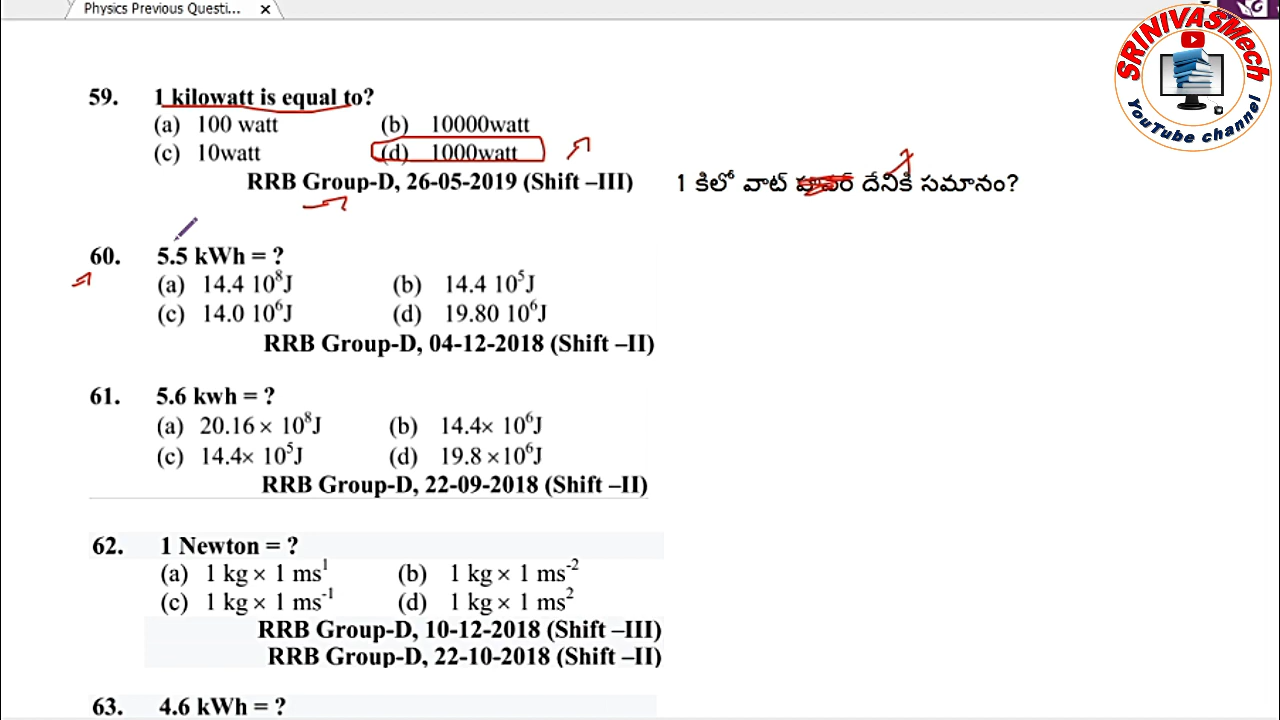 Physics Previous Questi... ×
SRINIVASMech
YouTube channel
59. 1 kilowatt is equal to?
(a) 100 watt (b) 10000watt
(c) 10watt (d) 1000watt
RRB Group-D, 26-05-2019 (Shift –III) 1 కిలో వాట్ పావర్ దేనికి సమానం?
60. 5.5 kWh = ?
(a) 14.4 10⁸J (b) 14.4 10⁵J
(c) 14.0 10⁶J (d) 19.80 10⁶J
RRB Group-D, 04-12-2018 (Shift –II)
61. 5.6 kwh = ?
(a) 20.16 × 10⁸J (b) 14.4× 10⁶J
(c) 14.4× 10⁵J (d) 19.8 ×10⁶J
RRB Group-D, 22-09-2018 (Shift –II)
62. 1 Newton = ?
(a) 1 kg × 1 ms¹ (b) 1 kg × 1 ms⁻²
(c) 1 kg × 1 ms⁻¹ (d) 1 kg × 1 ms²
RRB Group-D, 10-12-2018 (Shift –III)
RRB Group-D, 22-10-2018 (Shift –II)
63. 4.6 kWh = ?